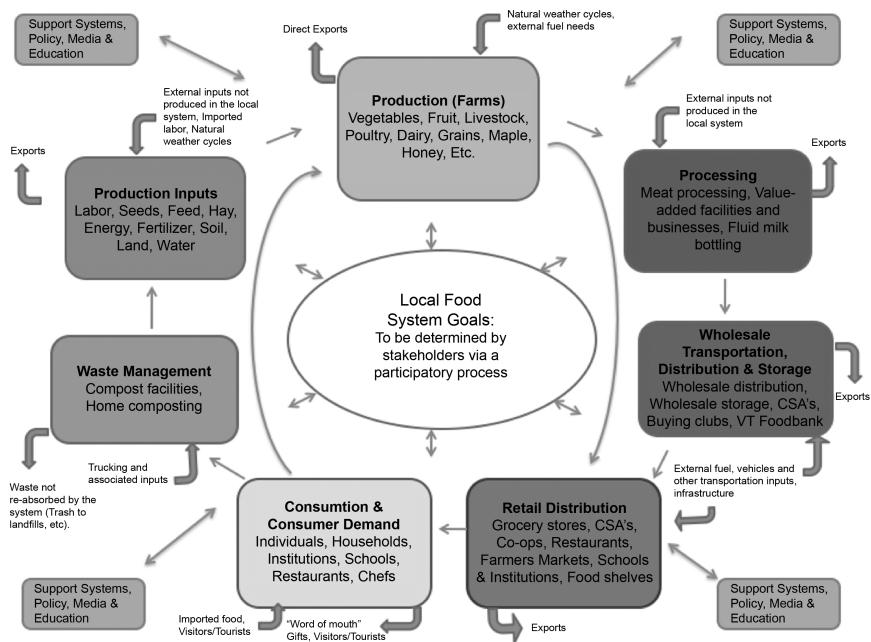 Support Systems,
Policy, Media &
Education
Direct Exports
Natural weather cycles,
external fuel needs
Support Systems,
Policy, Media &
Education
Production (Farms)
Vegetables, Fruit, Livestock,
Poultry, Dairy, Grains, Maple,
Honey, Etc.
External inputs not
produced in the local
system, Imported
labor, Natural
weather cycles
External inputs not
produced in the
local system
Exports
Exports
Production Inputs
Labor, Seeds, Feed, Hay,
Energy, Fertilizer, Soil,
Land, Water
Processing
Meat processing, Value-
added facilities and
businesses, Fluid milk
bottling
Local Food
System Goals:
To be determined by
stakeholders via a
participatory process
Waste Management
Compost facilities,
Home composting
Wholesale
Transportation,
Distribution & Storage
Wholesale distribution,
Wholesale storage, CSA's,
Buying clubs, VT Foodbank
Exports
Waste not
re-absorbed by the
system (Trash to
landfills, etc).
Trucking and
associated inputs
External fuel, vehicles and
other transportation inputs,
infrastructure
Consumtion &
Consumer Demand
Individuals, Households,
Institutions, Schools,
Restaurants, Chefs
Retail Distribution
Grocery stores, CSA's,
Co-ops, Restaurants,
Farmers Markets, Schools
& Institutions, Food shelves
Support Systems,
Policy, Media &
Education
Imported food,
Visitors/Tourists
“Word of mouth”
Gifts, Visitors/Tourists
Exports
Support Systems,
Policy, Media &
Education